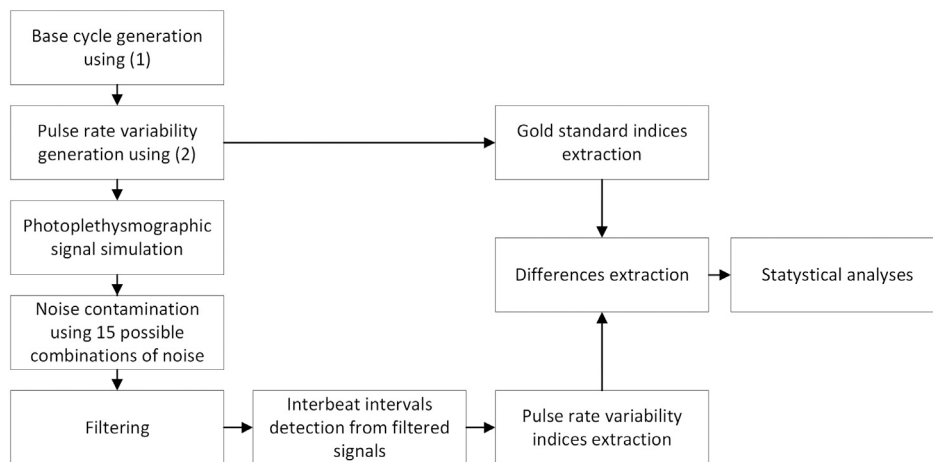 Base cycle generation
using (1)
Pulse rate variability
generation using (2)
Gold standard indices
extraction
Photoplethysmographic
signal simulation
Differences extraction
Statystical analyses
Noise contamination
using 15 possible
combinations of noise
Filtering
Interbeat intervals
detection from filtered
signals
Pulse rate variability
indices extraction